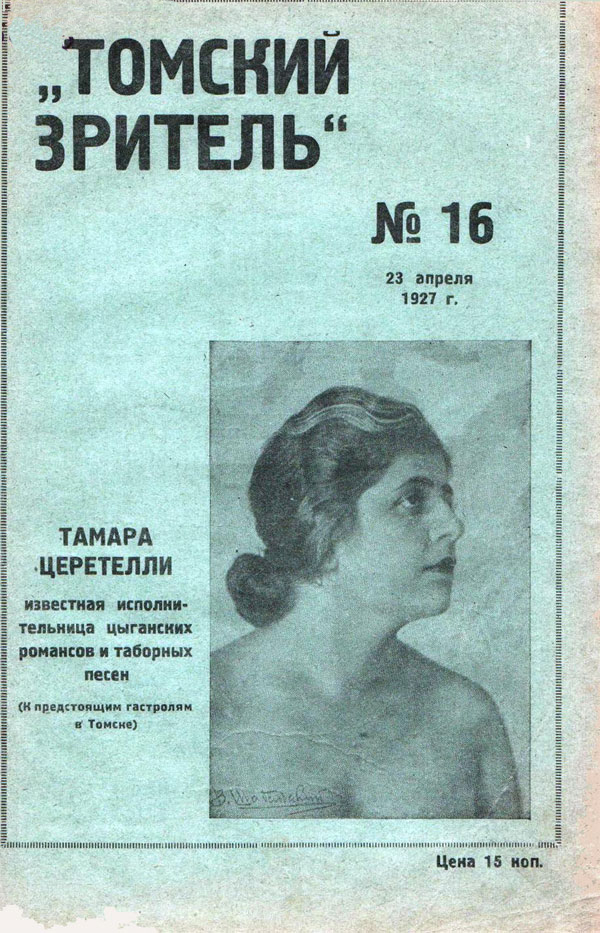 „ТОМСКИЙ
ЗРИТЕЛЬ“
№ 16
23 апреля
1927 г.
ТАМАРА
ЦЕРЕТЕЛЛИ
известная исполни-
тельница цыганских
романсов и таборных
песен
(К предстоящим гастролям
в Томске)
Цена 15 коп.